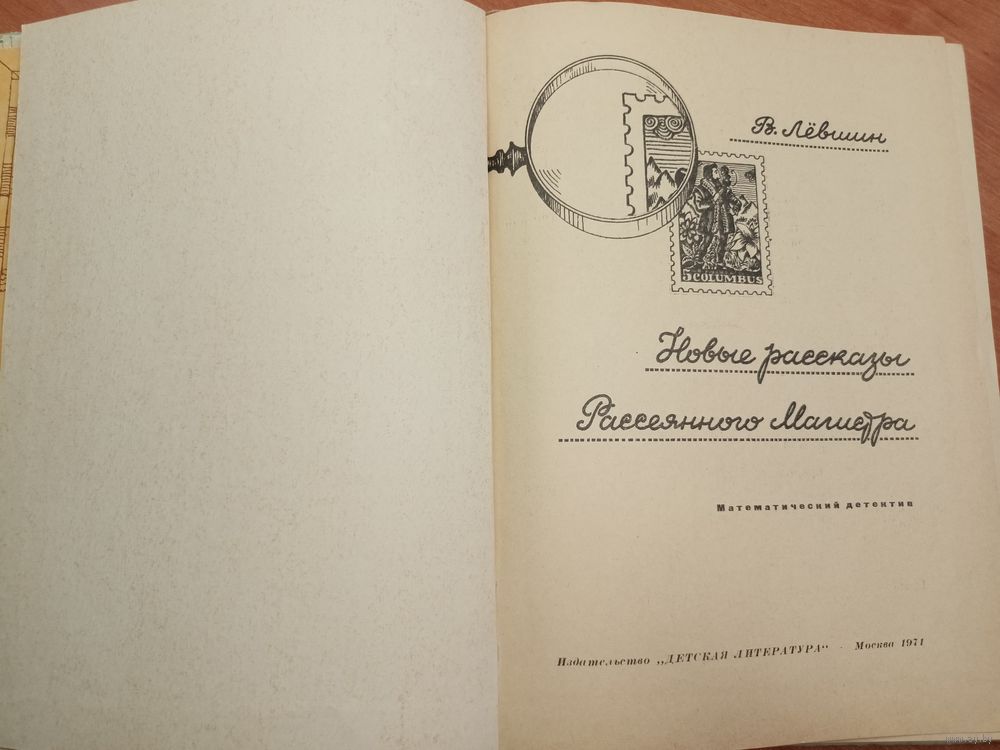 В. Лёвшин
5 COLUMBUS
Новые рассказы
Рассеянного Магистра
Математический детектив
Издательство „ДЕТСКАЯ ЛИТЕРАТУРА“ · Москва 1971